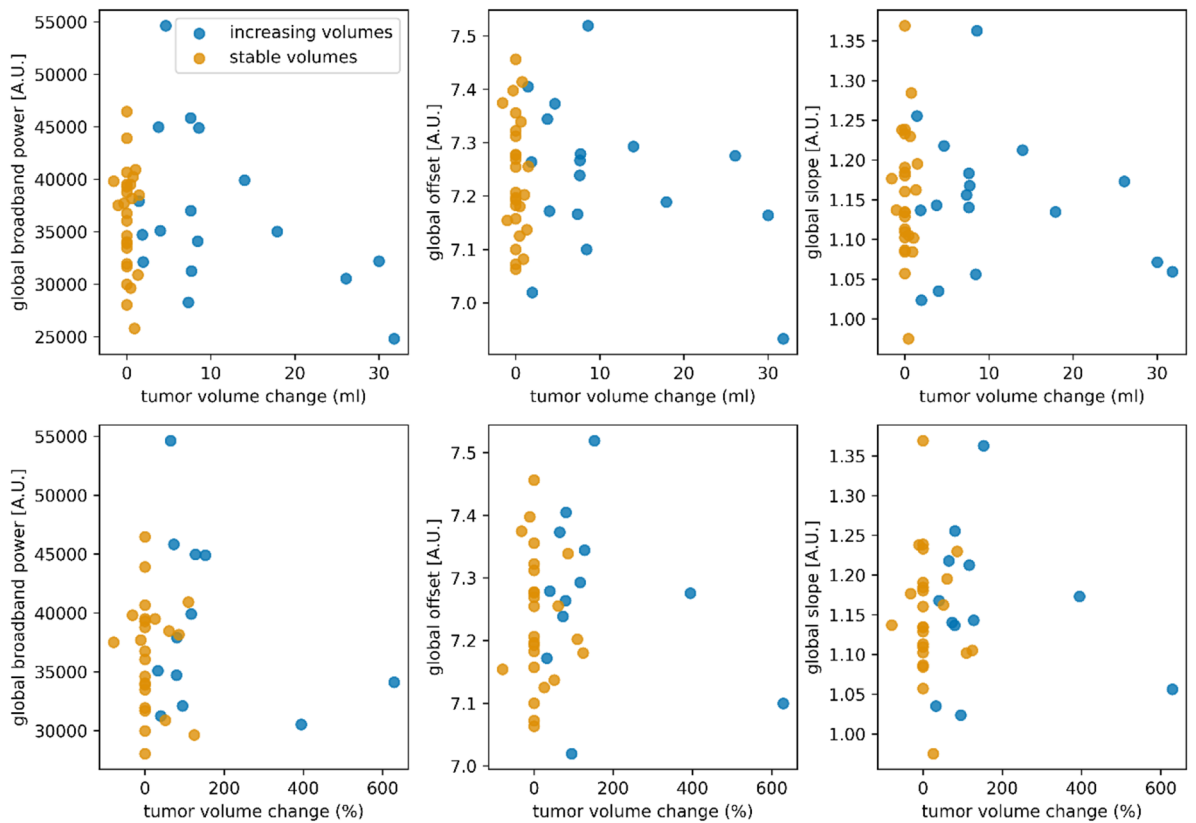 55000
50000
45000
40000
35000
30000
25000
global broadband power [A.U.]
increasing volumes
stable volumes
0 10 20 30
tumor volume change (ml)
7.5
7.4
7.3
7.2
7.1
7.0
global offset [A.U.]
0 10 20 30
tumor volume change (ml)
1.35
1.30
1.25
1.20
1.15
1.10
1.05
1.00
global slope [A.U.]
0 10 20 30
tumor volume change (ml)
55000
50000
45000
40000
35000
30000
global broadband power [A.U.]
0 200 400 600
tumor volume change (%)
7.5
7.4
7.3
7.2
7.1
7.0
global offset [A.U.]
0 200 400 600
tumor volume change (%)
1.35
1.30
1.25
1.20
1.15
1.10
1.05
1.00
global slope [A.U.]
0 200 400 600
tumor volume change (%)